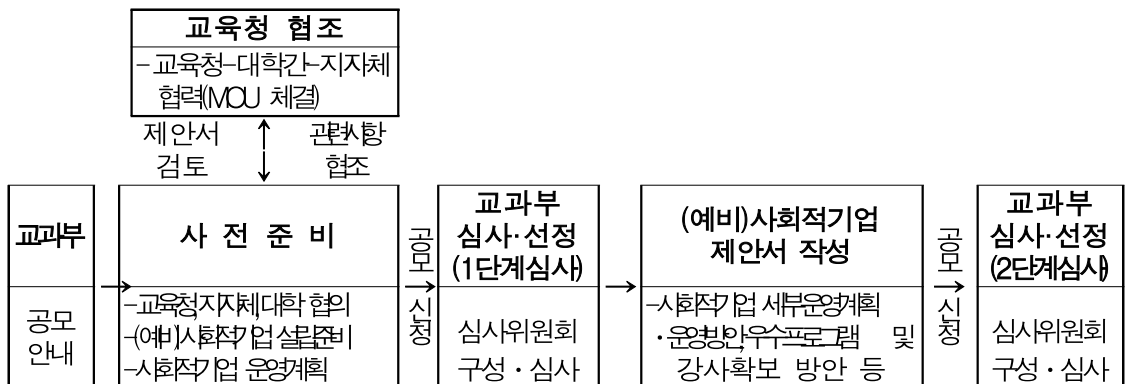 교육청 협조
-교육청-대학간-지자체
협력(MOU 체결)
제안서
검토
관련사항
협조
교과부
공모
안내
사 전 준 비
-교육청,지자체,대학 협의
-(예비)사회적기업 설립준비
-사회적기업 운영계획
공모
신청
교과부
심사·선정
(1단계심사)
심사위원회
구성·심사
(예비)사회적기업
제안서 작성
-사회적기업 세부운영계획
·운영방안,우수프로그램 및
강사확보 방안 등
공모
신청
교과부
심사·선정
(2단계심사)
심사위원회
구성·심사